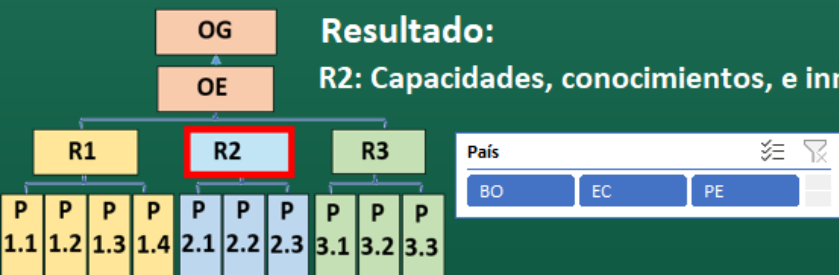 OG
Resultado:
OE
R2: Capacidades, conocimientos, e
R1
R2
R3
País
BO
EC
PE
P 1.1
P 1.2
P 1.3
P 1.4
P 2.1
P 2.2
P 2.3
P 3.1
P 3.2
P 3.3